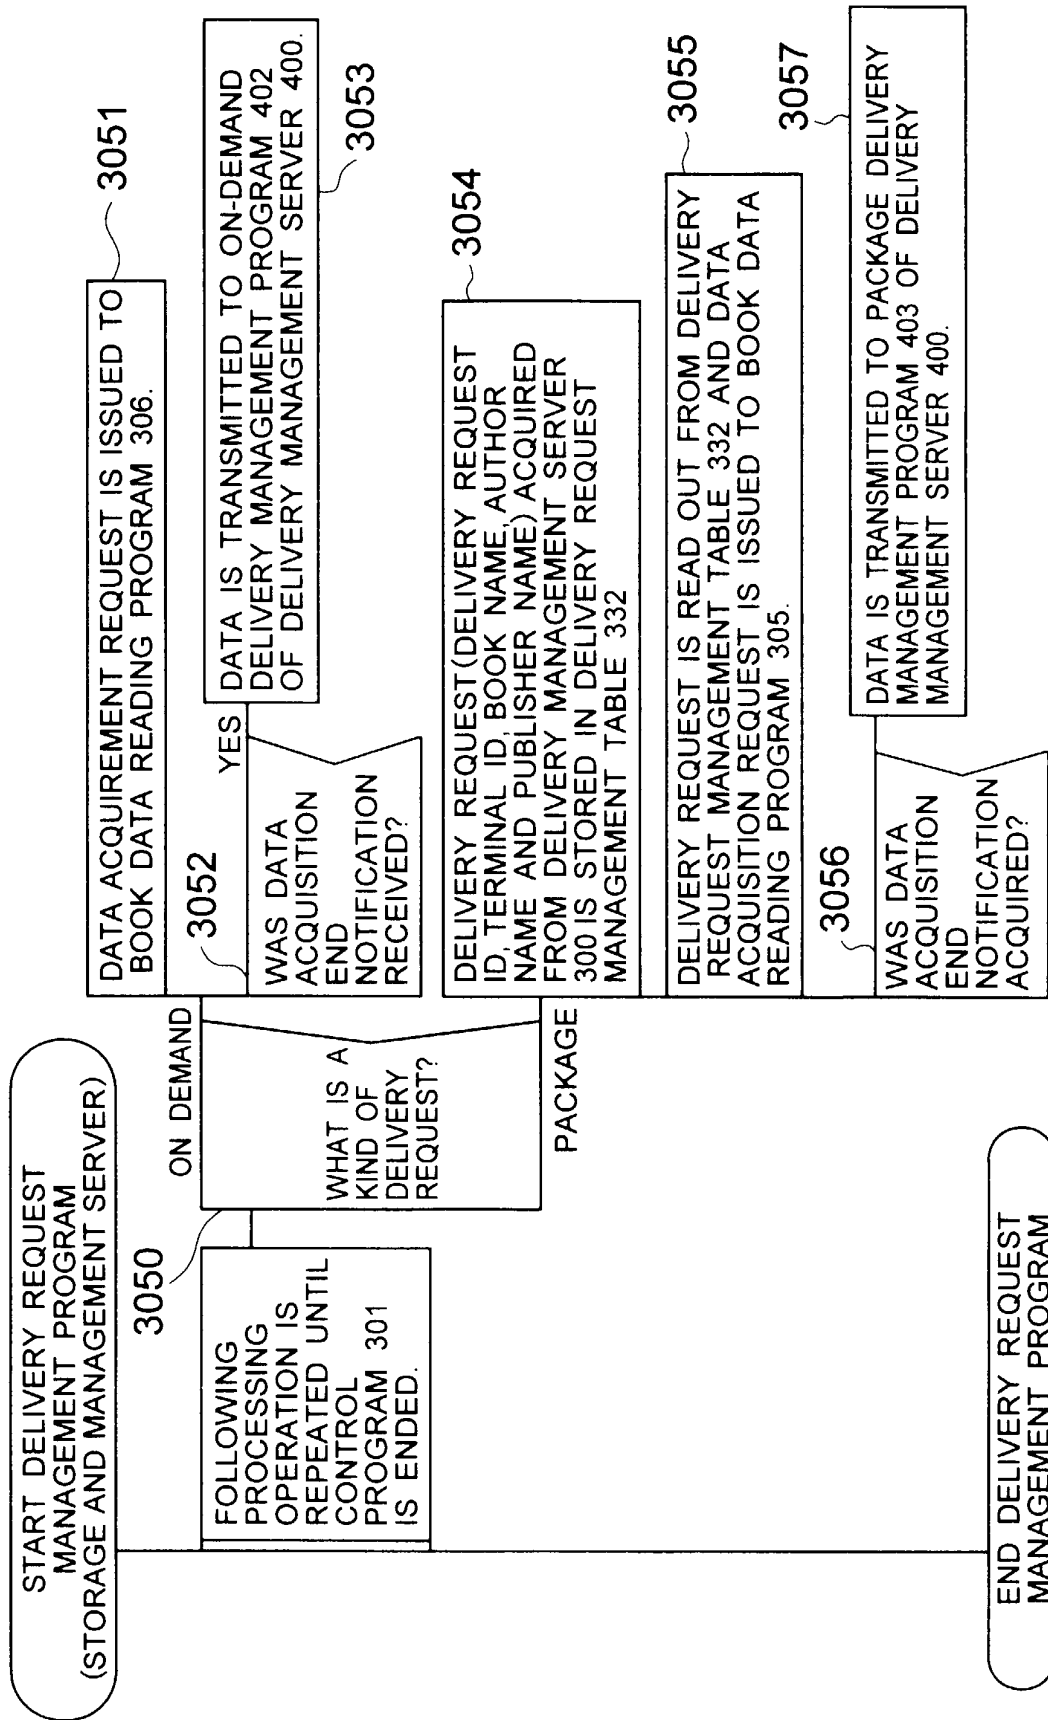 START DELIVERY REQUEST
MANAGEMENT PROGRAM
(STORAGE AND MANAGEMENT SERVER)
FOLLOWING
PROCESSING
OPERATION IS
REPEATED UNTIL
CONTROL
PROGRAM 301
IS ENDED.
3050
WHAT IS A
KIND OF
DELIVERY
REQUEST?
ON DEMAND
DATA ACQUIREMENT REQUEST IS ISSUED TO
BOOK DATA READING PROGRAM 306.
3051
3052
WAS DATA
ACQUISITION
END
NOTIFICATION
RECEIVED?
YES
DATA IS TRANSMITTED TO ON-DEMAND
DELIVERY MANAGEMENT PROGRAM 402
OF DELIVERY MANAGEMENT SERVER 400.
3053
PACKAGE
DELIVERY REQUEST (DELIVERY REQUEST
ID, TERMINAL ID, BOOK NAME, AUTHOR
NAME AND PUBLISHER NAME) ACQUIRED
FROM DELIVERY MANAGEMENT SERVER
300 IS STORED IN DELIVERY REQUEST
MANAGEMENT TABLE 332
3054
DELIVERY REQUEST IS READ OUT FROM DELIVERY
REQUEST MANAGEMENT TABLE 332 AND DATA
ACQUISITION REQUEST IS ISSUED TO BOOK DATA
READING PROGRAM 305.
3055
3056
WAS DATA
ACQUISITION
END
NOTIFICATION
ACQUIRED?
DATA IS TRANSMITTED TO PACKAGE DELIVERY
MANAGEMENT PROGRAM 403 OF DELIVERY
MANAGEMENT SERVER 400.
3057
END DELIVERY REQUEST
MANAGEMENT PROGRAM